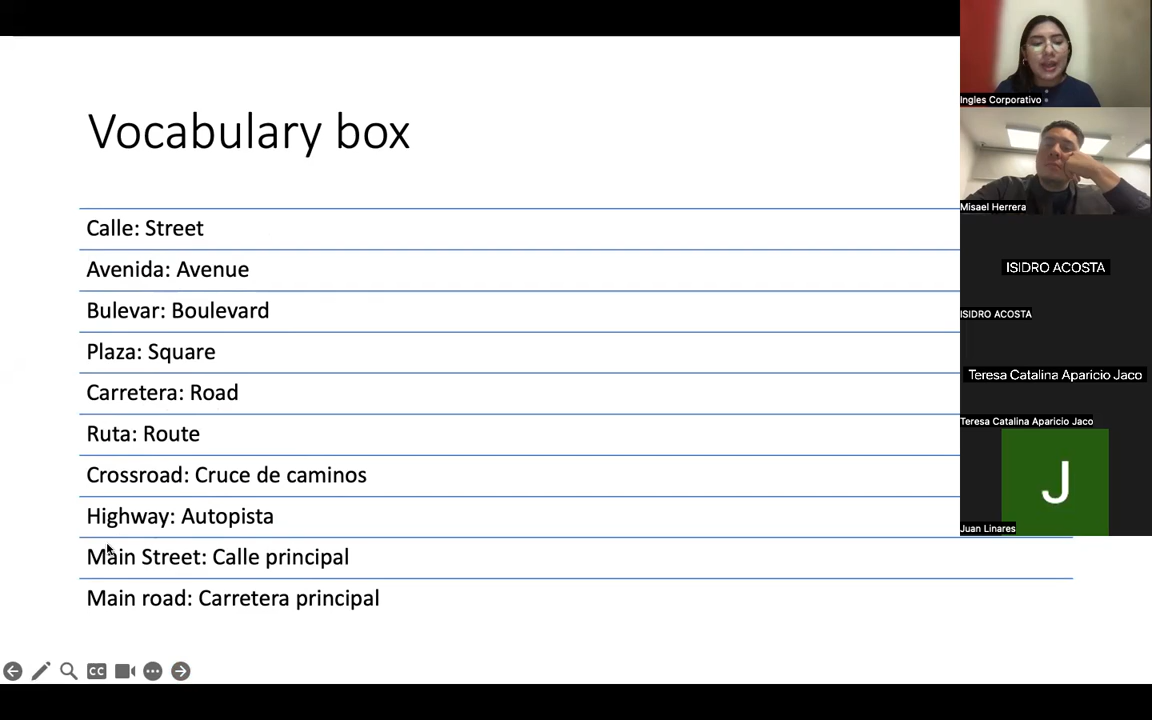 Vocabulary box
Calle: Street
Avenida: Avenue
Bulevar: Boulevard
Plaza: Square
Carretera: Road
Ruta: Route
Crossroad: Cruce de caminos
Highway: Autopista
Main Street: Calle principal
Main road: Carretera principal
CC
Ingles Corporativo
Misael Herrera
ISIDRO ACOSTA
ISIDRO ACOSTA
Teresa Catalina Aparicio Jaco
Teresa Catalina Aparicio Jaco
J
Juan Linares